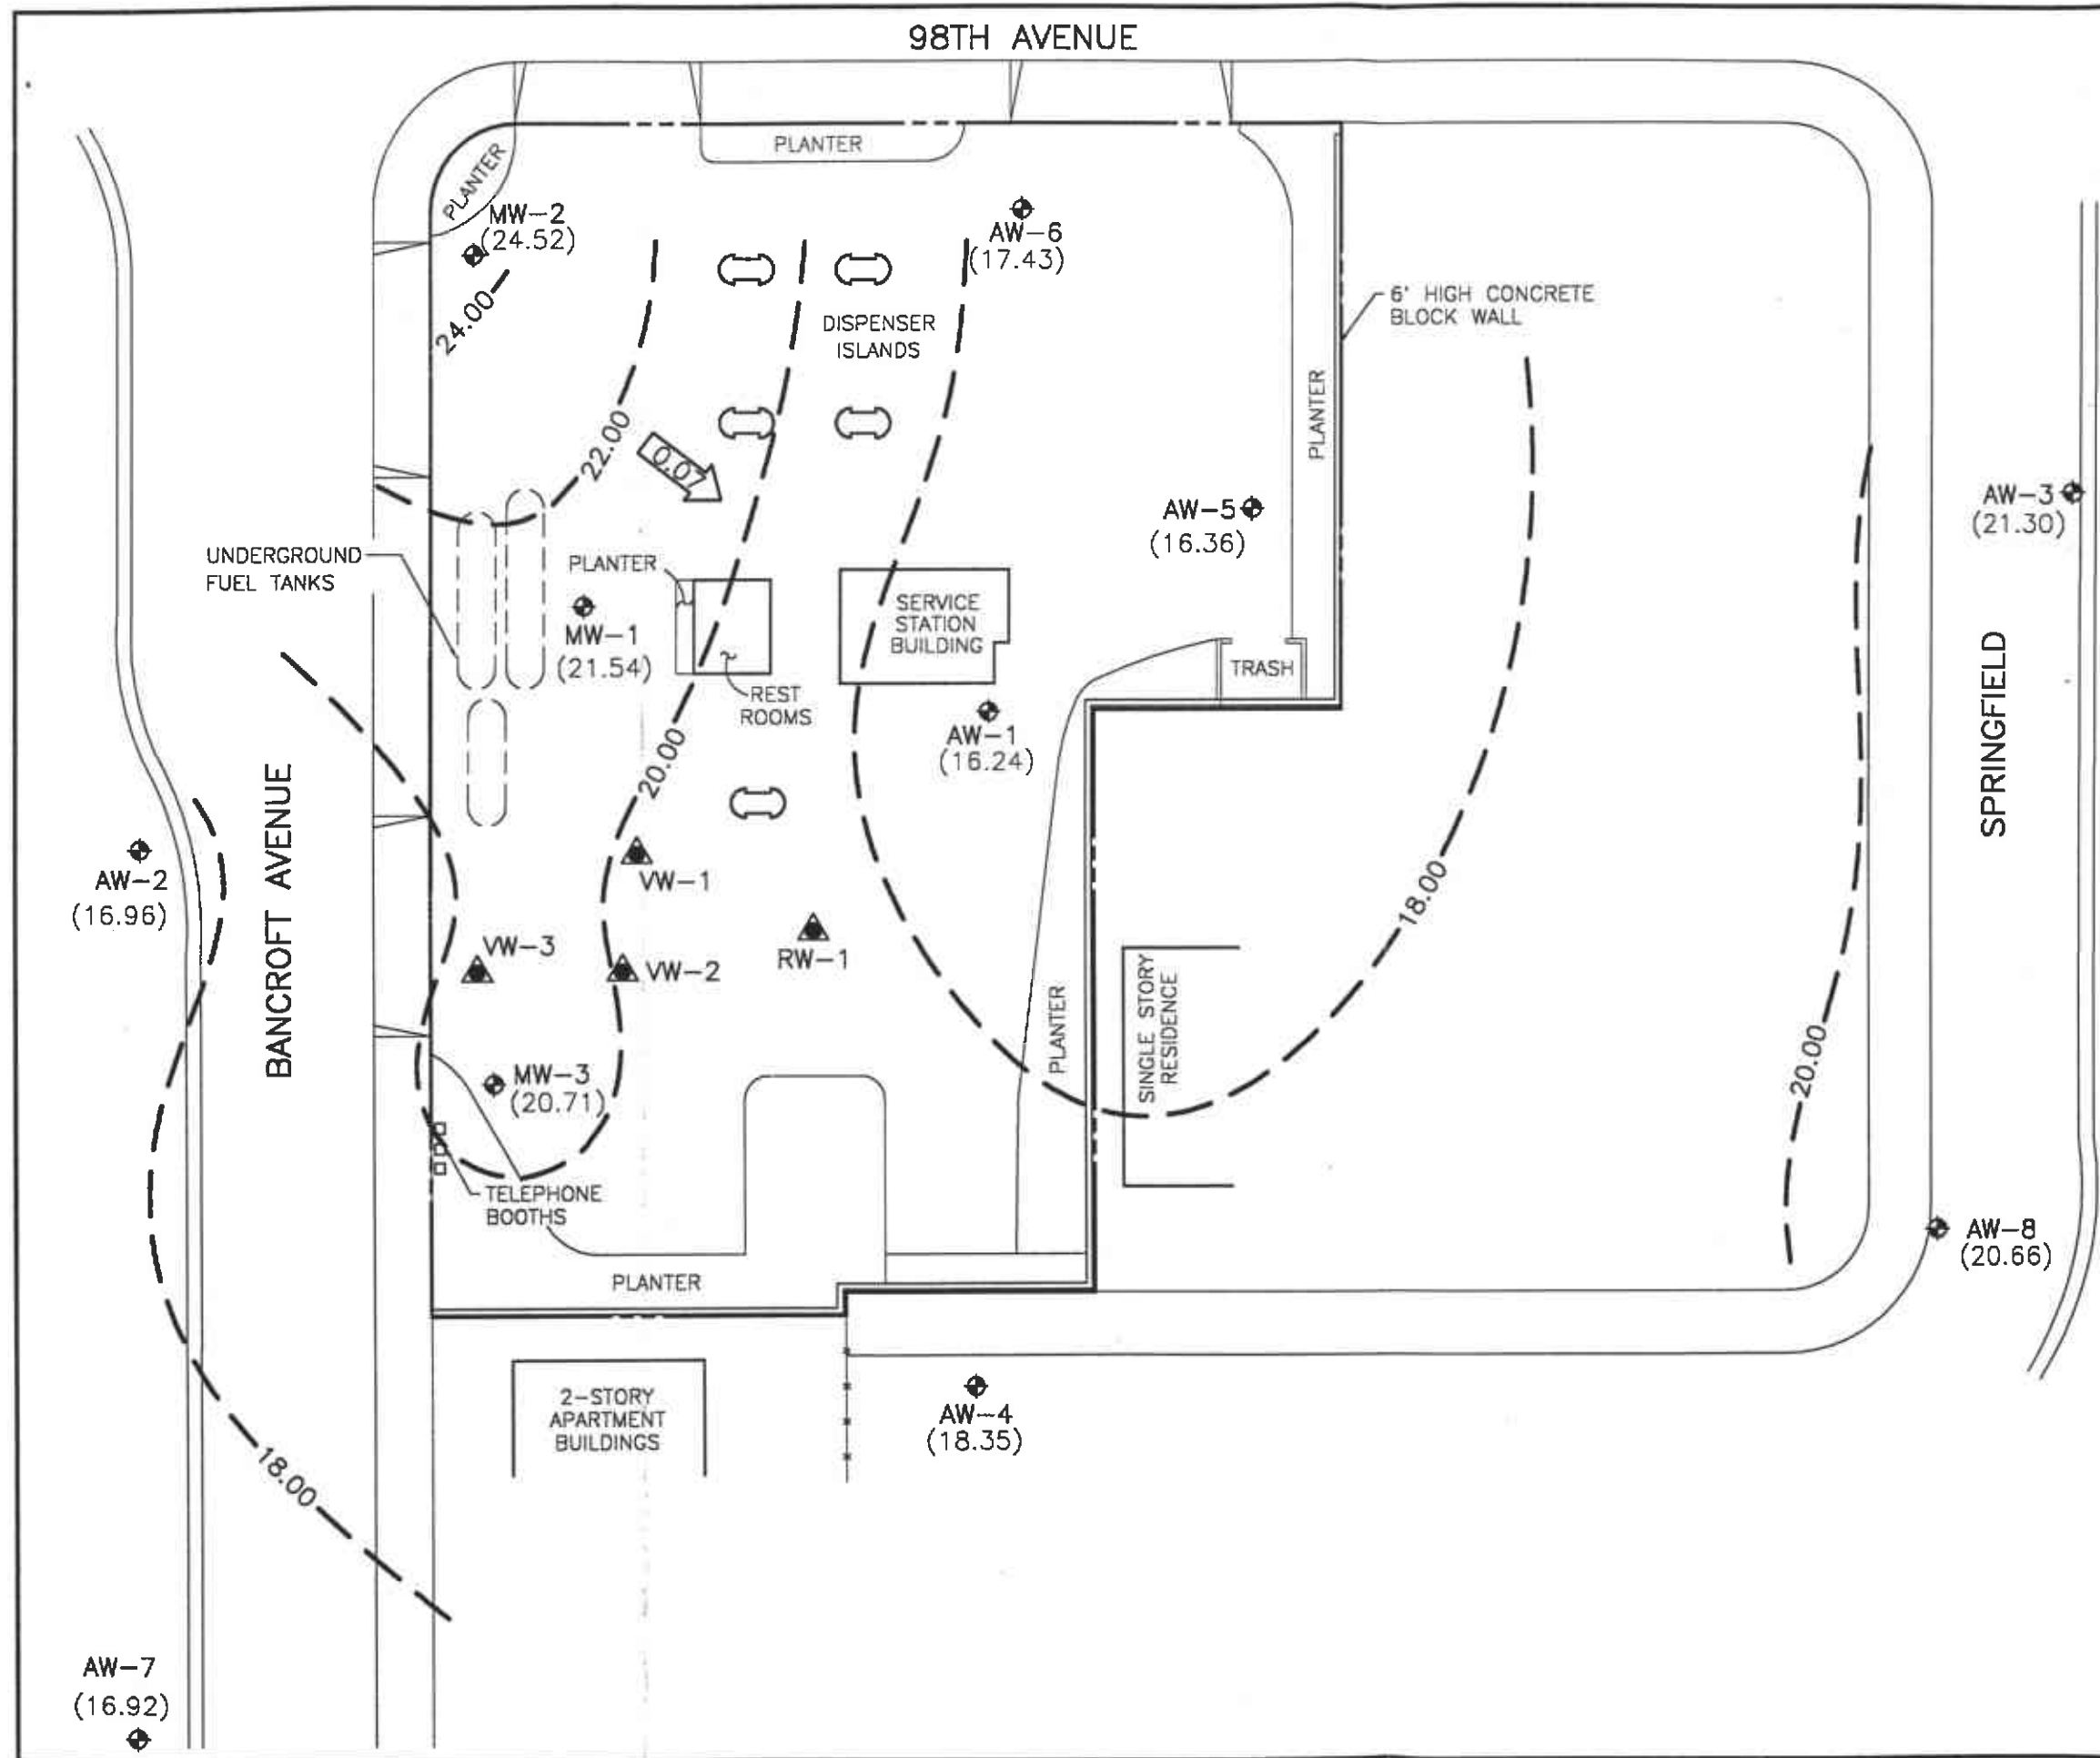 98TH AVENUE
PLANTER
PLANTER
MW-2
(24.52)
24.00
AW-6
(17.43)
6' HIGH CONCRETE
BLOCK WALL
DISPENSER
ISLANDS
PLANTER
22.00
0.07
AW-5
(16.36)
AW-3
(21.30)
UNDERGROUND
FUEL TANKS
PLANTER
MW-1
(21.54)
SERVICE
STATION
BUILDING
TRASH
REST
ROOMS
20.00
AW-1
(16.24)
SPRINGFIELD
BANCROFT AVENUE
AW-2
(16.96)
VW-1
18.00
VW-3
VW-2
RW-1
PLANTER
SINGLE STORY
RESIDENCE
20.00
MW-3
(20.71)
TELEPHONE
BOOTHS
AW-8
(20.66)
PLANTER
2-STORY
APARTMENT
BUILDINGS
AW-4
(18.35)
18.00
AW-7
(16.92)